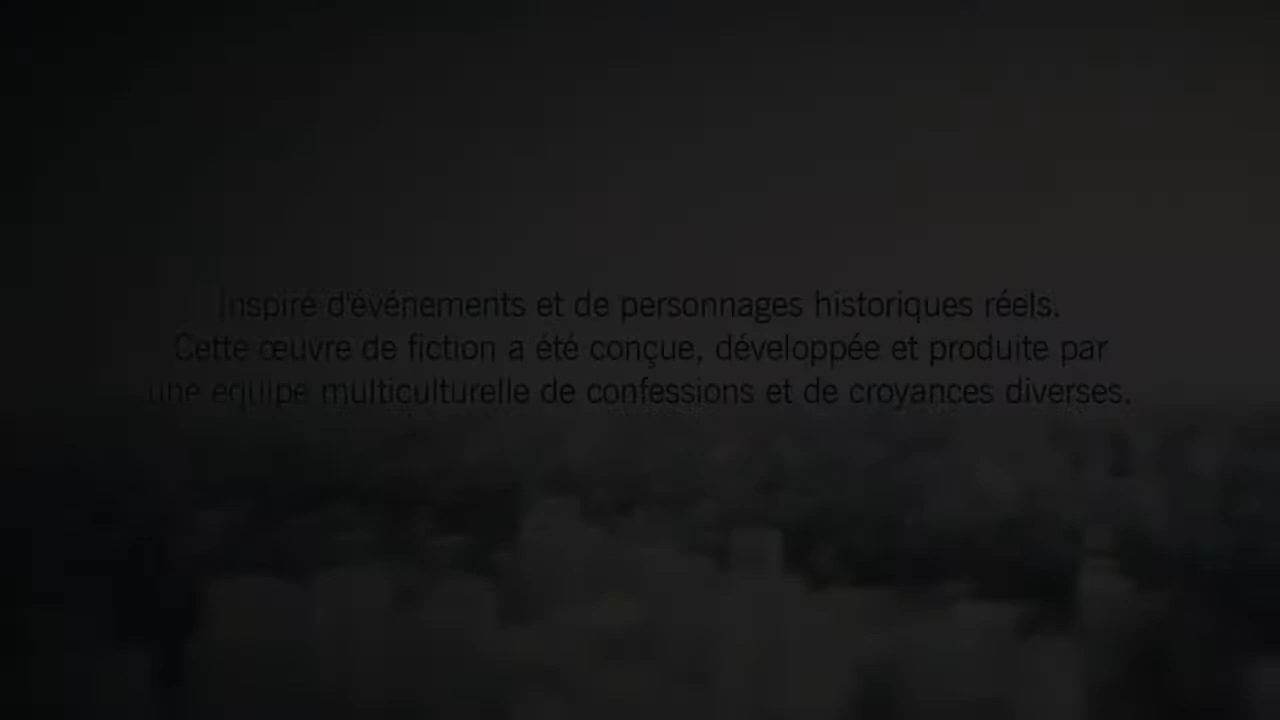 Inspiré d'événements et de personnages historiques réels.
Cette œuvre de fiction a été conçue, développée et produite par
une équipe multiculturelle de confessions et de croyances diverses.